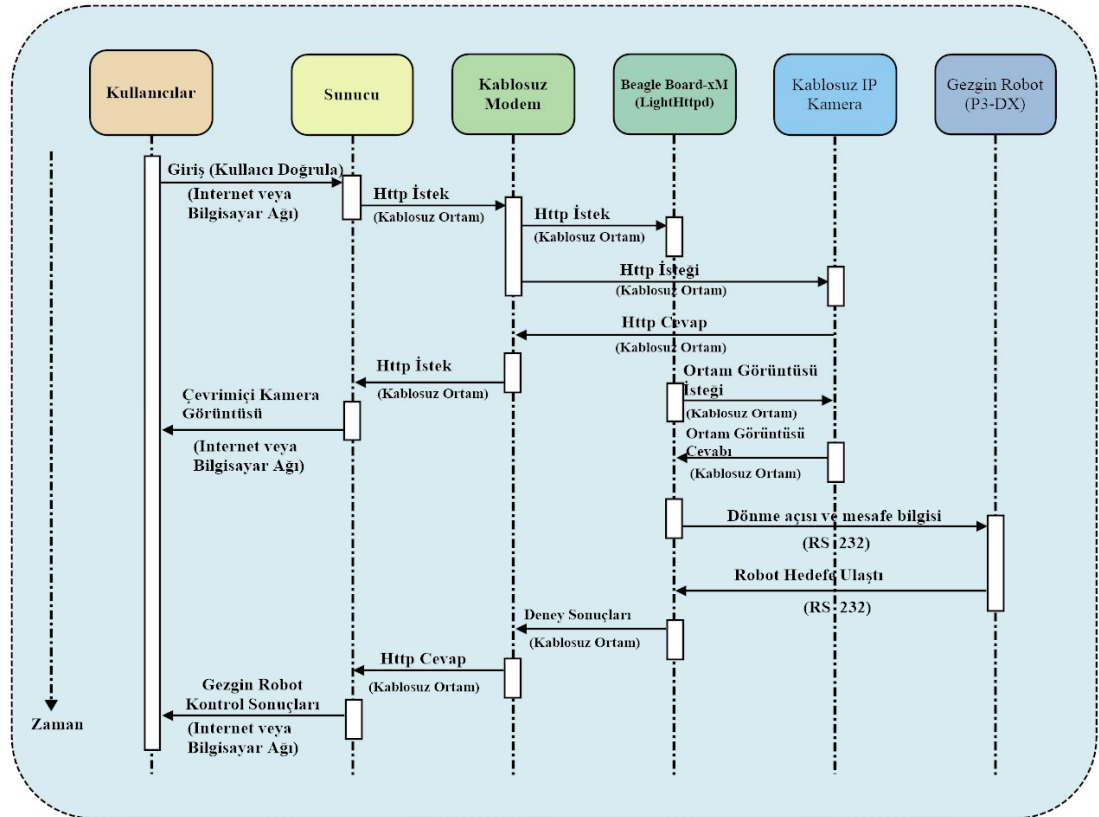 Kullanıcılar
Sunucu
Kablosuz
Modem
Beagle Board-xM
(LightHttpd)
Kablosuz IP
Kamera
Gezgin Robot
(P3-DX)
Giriş (Kullaıcı Doğrula)
(Internet veya
Bilgisayar Ağı)
Http İstek
(Kablosuz Ortam)
Http İstek
(Kablosuz Ortam)
Http İsteği
(Kablosuz Ortam)
Http Cevap
(Kablosuz Ortam)
Http İstek
(Kablosuz Ortam)
Ortam Görüntüsü
İsteği
(Kablosuz Ortam)
Çevrimiçi Kamera
Görüntüsü
(Internet veya
Bilgisayar Ağı)
Ortam Görüntüsü
Cevabı
(Kablosuz Ortam)
Dönme açısı ve mesafe bilgisi
(RS 232)
Robot Hedefe Ulaştı
(RS 232)
Deney Sonuçları
(Kablosuz Ortam)
Http Cevap
(Kablosuz Ortam)
Gezgin Robot
Kontrol Sonuçları
(Internet veya
Bilgisayar Ağı)
Zaman